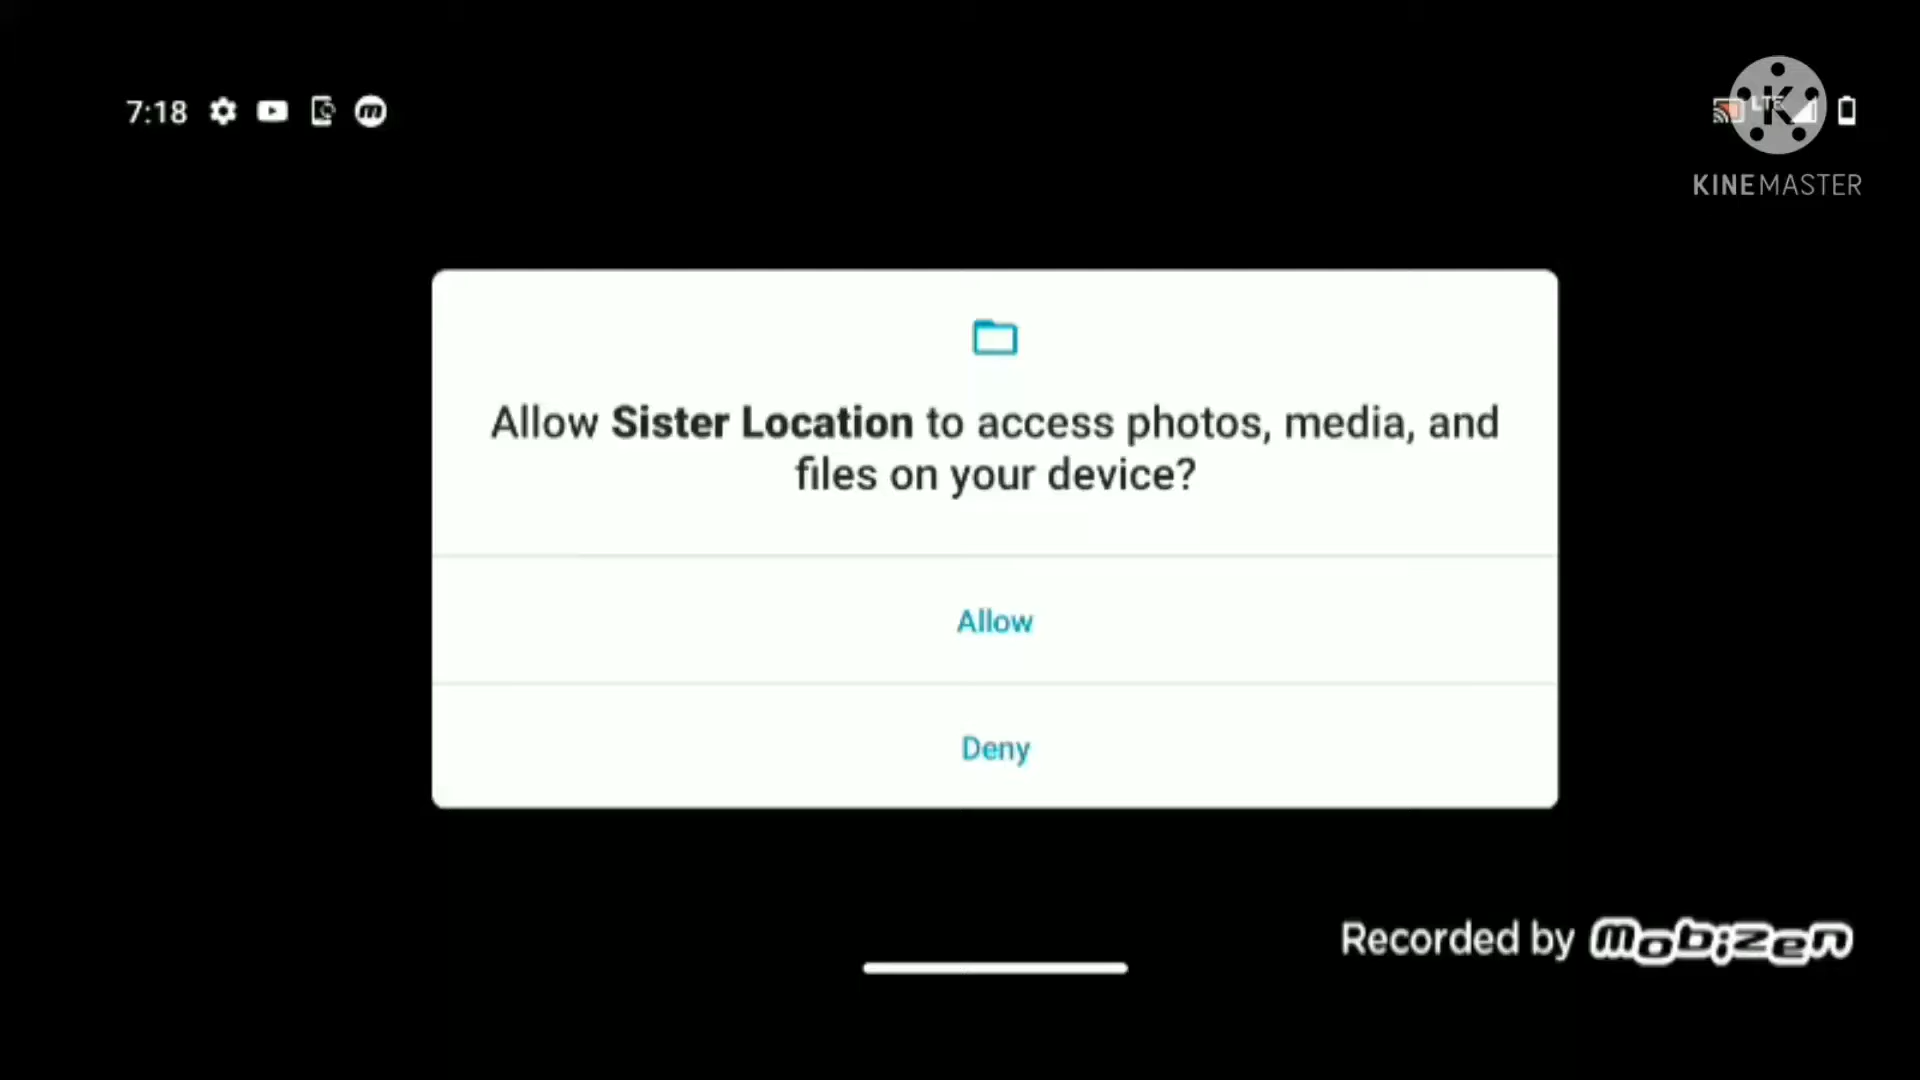 7:18
LTE
KINEMASTER
Allow Sister Location to access photos, media, and
files on your device?
Allow
Deny
Recorded by Mobizen